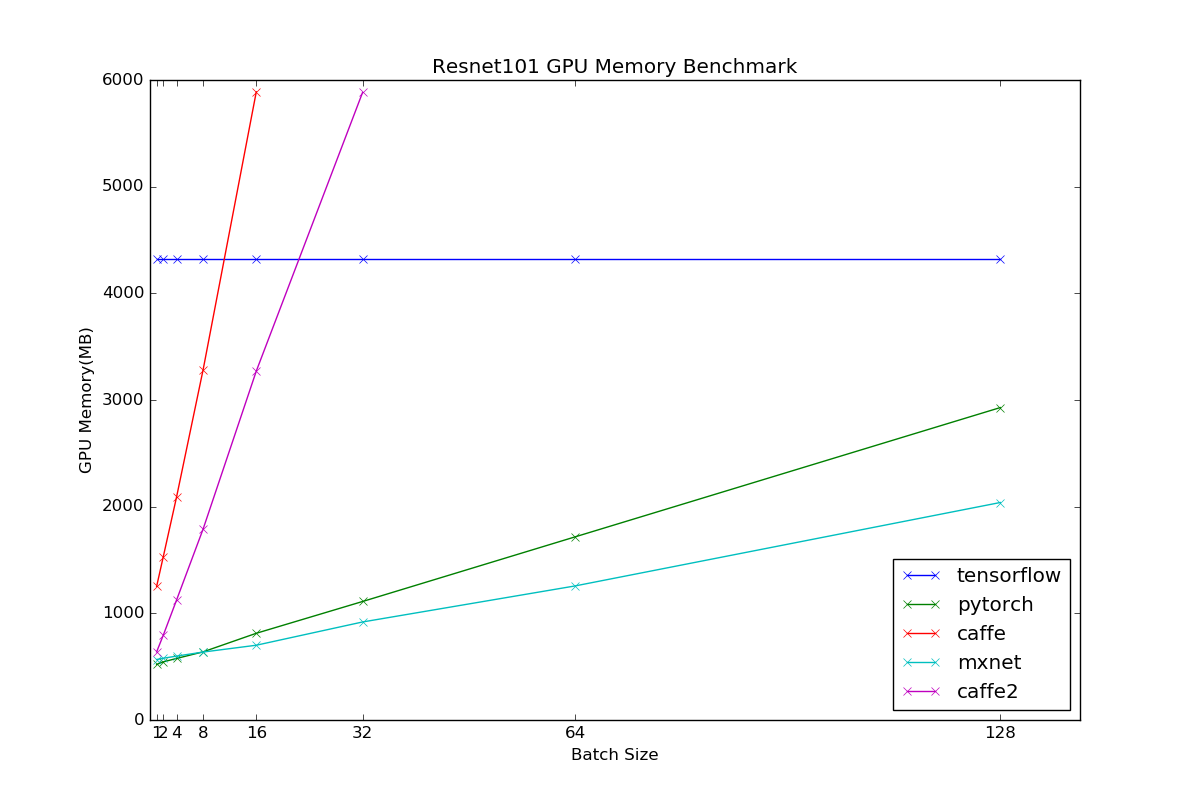 Resnet101 GPU Memory Benchmark
6000
5000
4000
3000
2000
1000
0
GPU Memory(MB)
1 2 4 8 16 32 64 128
Batch Size
tensorflow
pytorch
caffe
mxnet
caffe2